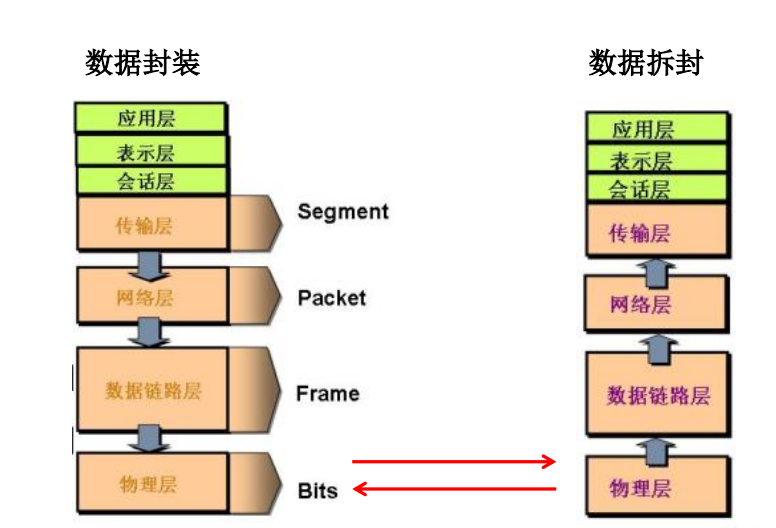 数据封装
应用层
表示层
会话层
传输层
Segment
网络层
Packet
数据链路层
Frame
物理层
Bits
数据拆封
应用层
表示层
会话层
传输层
网络层
数据链路层
物理层